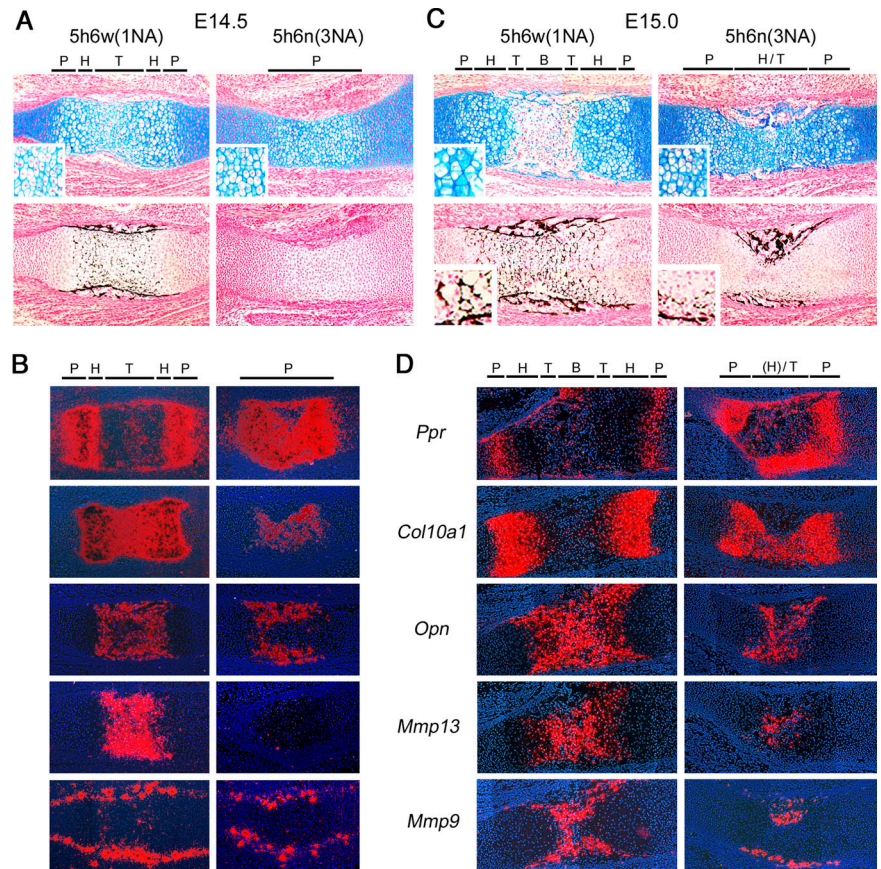 A E14.5
5h6w(1NA) 5h6n(3NA)
P H T H P P
C E15.0
5h6w(1NA) 5h6n(3NA)
P H T B T H P P H/T P
B
P H T H P P
D
P H T B T H P P (H)/T P
Ppr
Col10a1
Opn
Mmp13
Mmp9